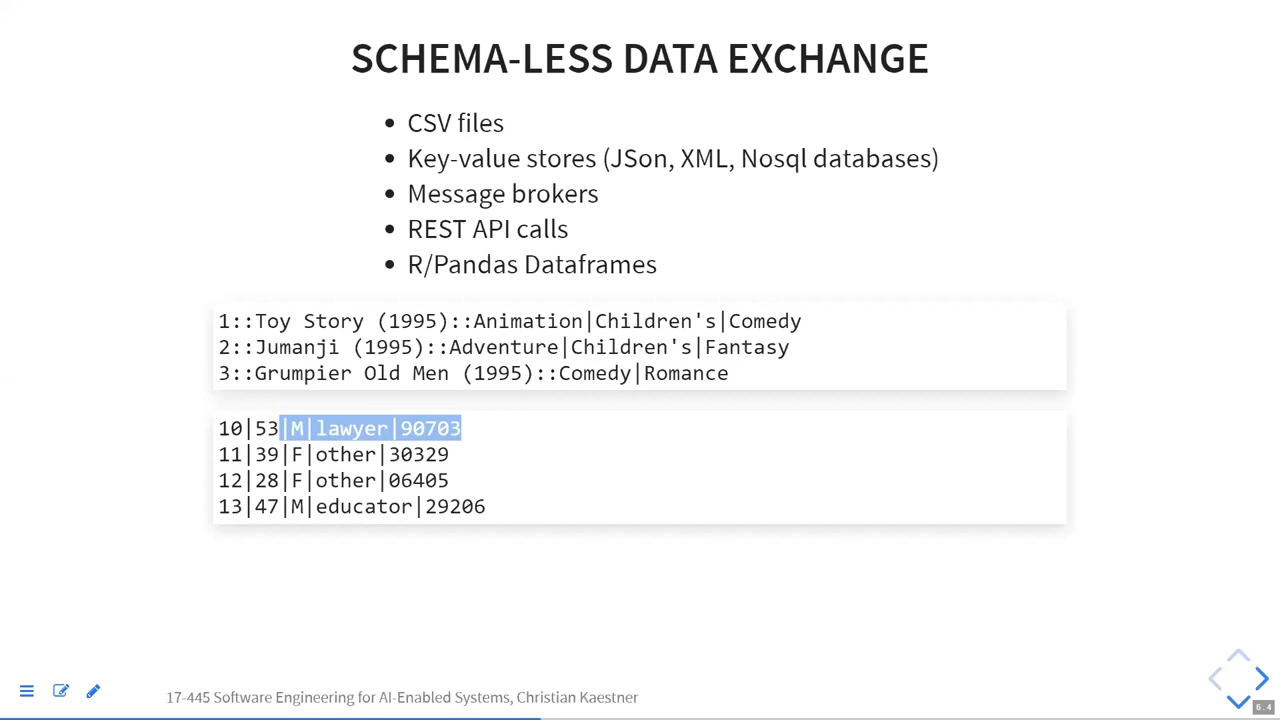 SCHEMA-LESS DATA EXCHANGE
CSV files
Key-value stores (JSon, XML, Nosql databases)
Message brokers
REST API calls
R/Pandas Dataframes
1::Toy Story (1995)::Animation|Children's|Comedy
2::Jumanji (1995)::Adventure|Children's|Fantasy
3::Grumpier Old Men (1995)::Comedy|Romance
10|53|M|lawyer|90703
11|39|F|other|30329
12|28|F|other|06405
13|47|M|educator|29206
17-445 Software Engineering for AI-Enabled Systems, Christian Kaestner
6.4